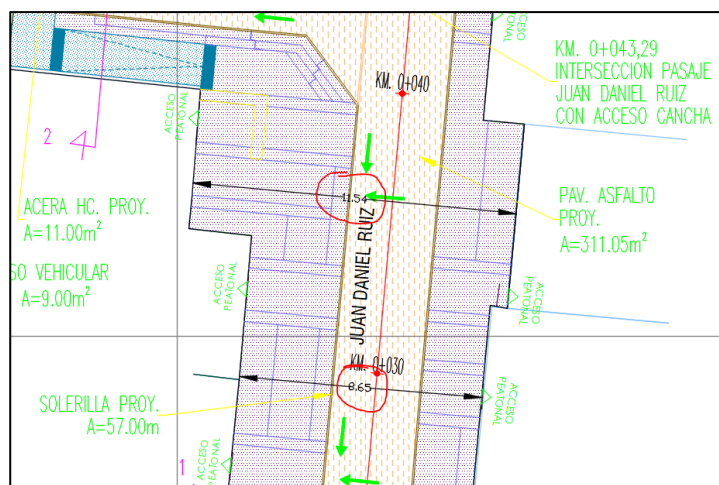 ACCESO
PEATONAL
ACCESO
PEATONAL
KM. 0+043,29
INTERSECCION PASAJE
JUAN DANIEL RUIZ
CON ACCESO CANCHA
KM. 0+040
ACCESO
PEATONAL
2
11.54
ACERA HC. PROY.
A=11.00m²
PAV. ASFALTO
PROY.
A=311.05m²
SO VEHICULAR
A=9.00m²
ACCESO
PEATONAL
JUAN DANIEL RUIZ
ACCESO
PEATONAL
KM. 0+030
8.65
SOLERILLA PROY.
A=57.00m
ACCESO
PEATONAL
1
ACCESO
PEATONAL